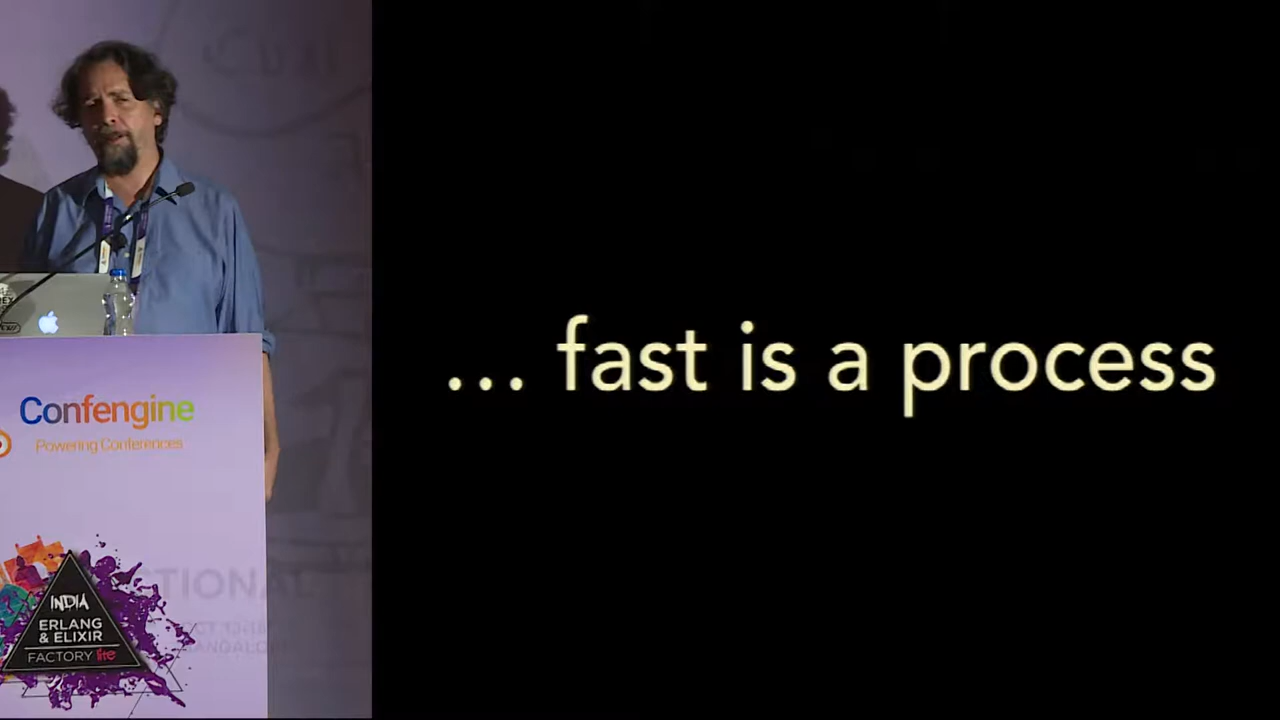 … fast is a process
Confengine
Powering Conferences
INDIA
ERLANG
& ELIXIR
FACTORY lite